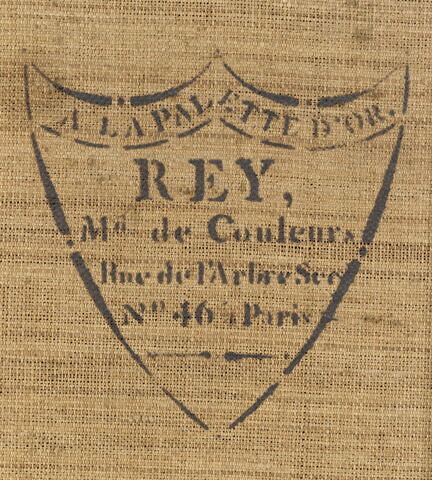 A LA PALETTE D'OR.
REY,
Md. de Couleurs,
Rue de l'Arbre Sec
No. 46 à Paris